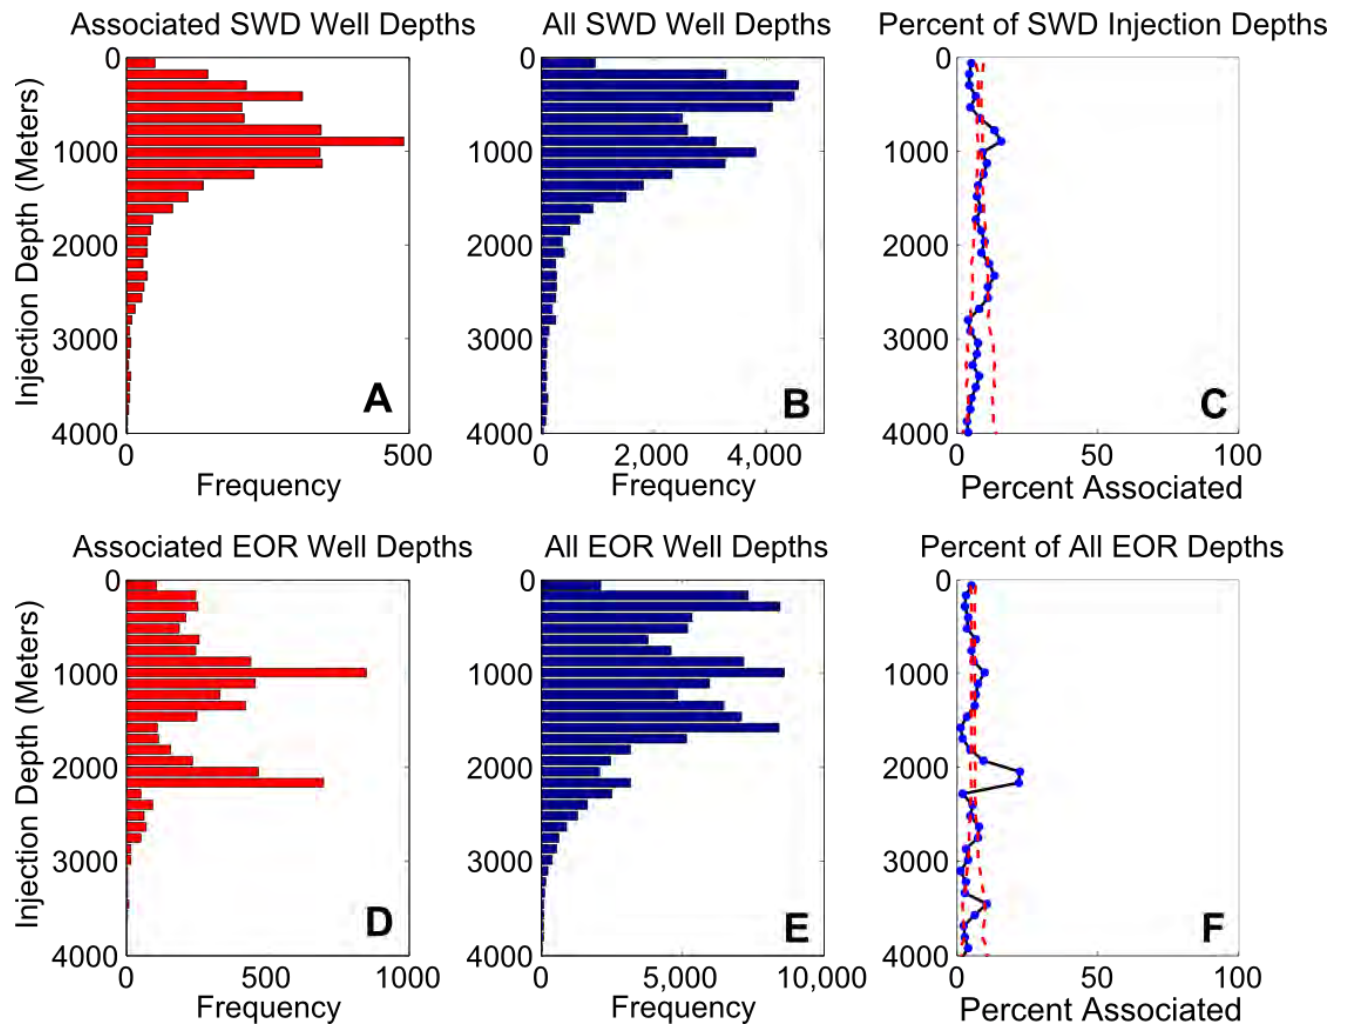 Associated SWD Well Depths
All SWD Well Depths
Percent of SWD Injection Depths
Injection Depth (Meters)
0
1000
2000
3000
4000
0
500
Frequency
A
0
1000
2000
3000
4000
0
2,000
4,000
Frequency
B
0
1000
2000
3000
4000
0
50
100
Percent Associated
C
Associated EOR Well Depths
All EOR Well Depths
Percent of All EOR Depths
Injection Depth (Meters)
0
1000
2000
3000
4000
0
500
1000
Frequency
D
0
1000
2000
3000
4000
0
5,000
10,000
Frequency
E
0
1000
2000
3000
4000
0
50
100
Percent Associated
F